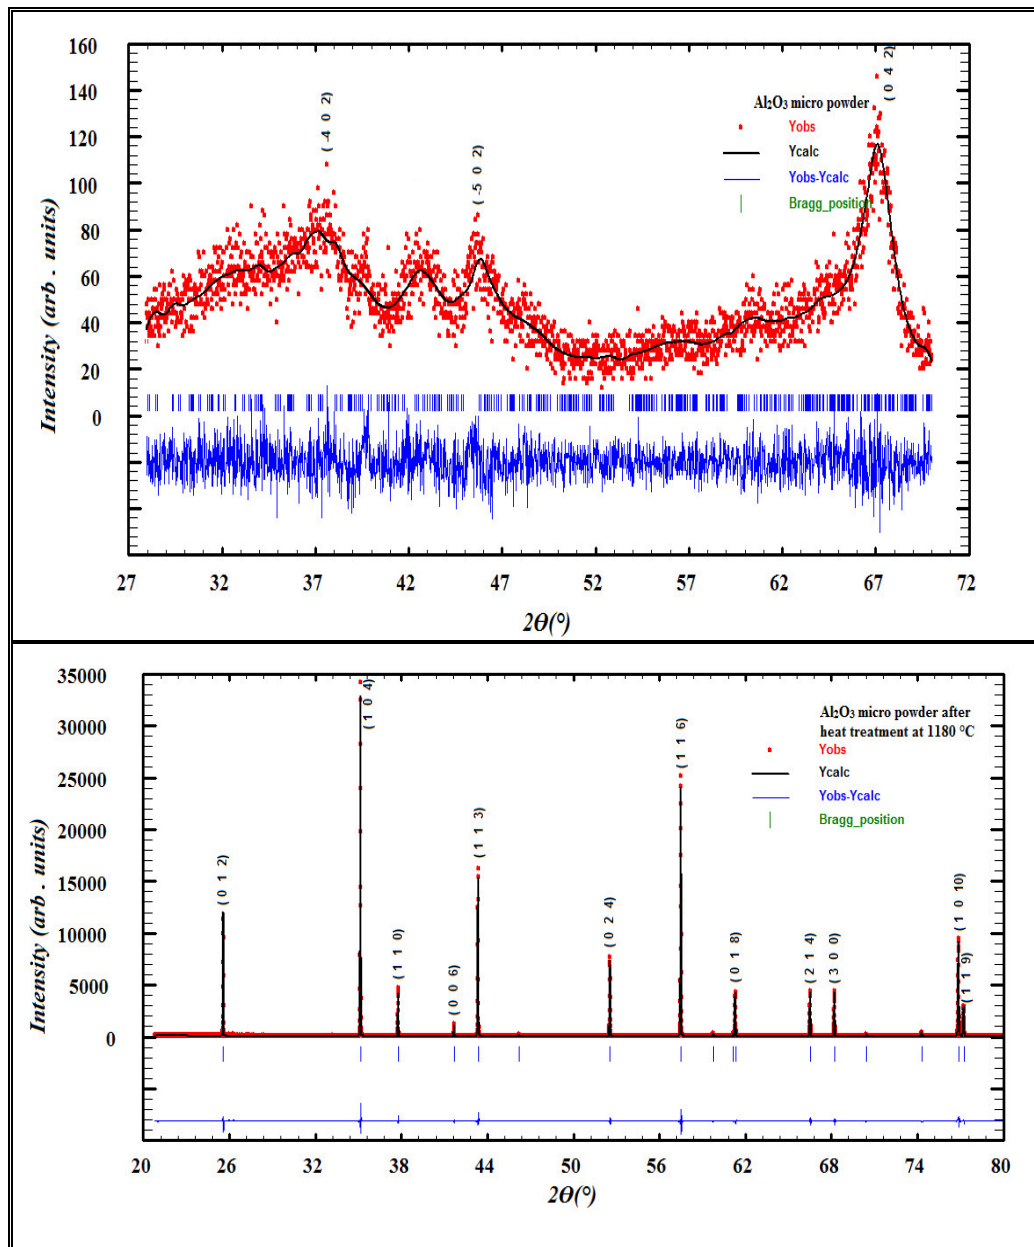 160
140
120
100
80
60
40
20
0
Intensity (arb . units)
(-4 0 2)
(-5 0 2)
(0 4 2)
Al₂O₃ micro powder
Yobs
Ycalc
Yobs-Ycalc
Bragg_position
27 37 42 52 57 62 67 72
2θ(°)
35000
30000
25000
20000
15000
10000
5000
0
Intensity (arb . units)
(0 1 2)
(1 0 4)
(1 1 0)
(0 0 6)
(1 1 3)
(0 2 4)
(1 1 6)
(0 1 8)
(2 1 4)
(3 0 0)
(1 0 10)
(1 1 9)
Al₂O₃ micro powder after
heat treatment at 1180 °C
Yobs
Ycalc
Yobs-Ycalc
Bragg_position
20 26 32 38 44 52 56 62 68 74 80
2θ(°)